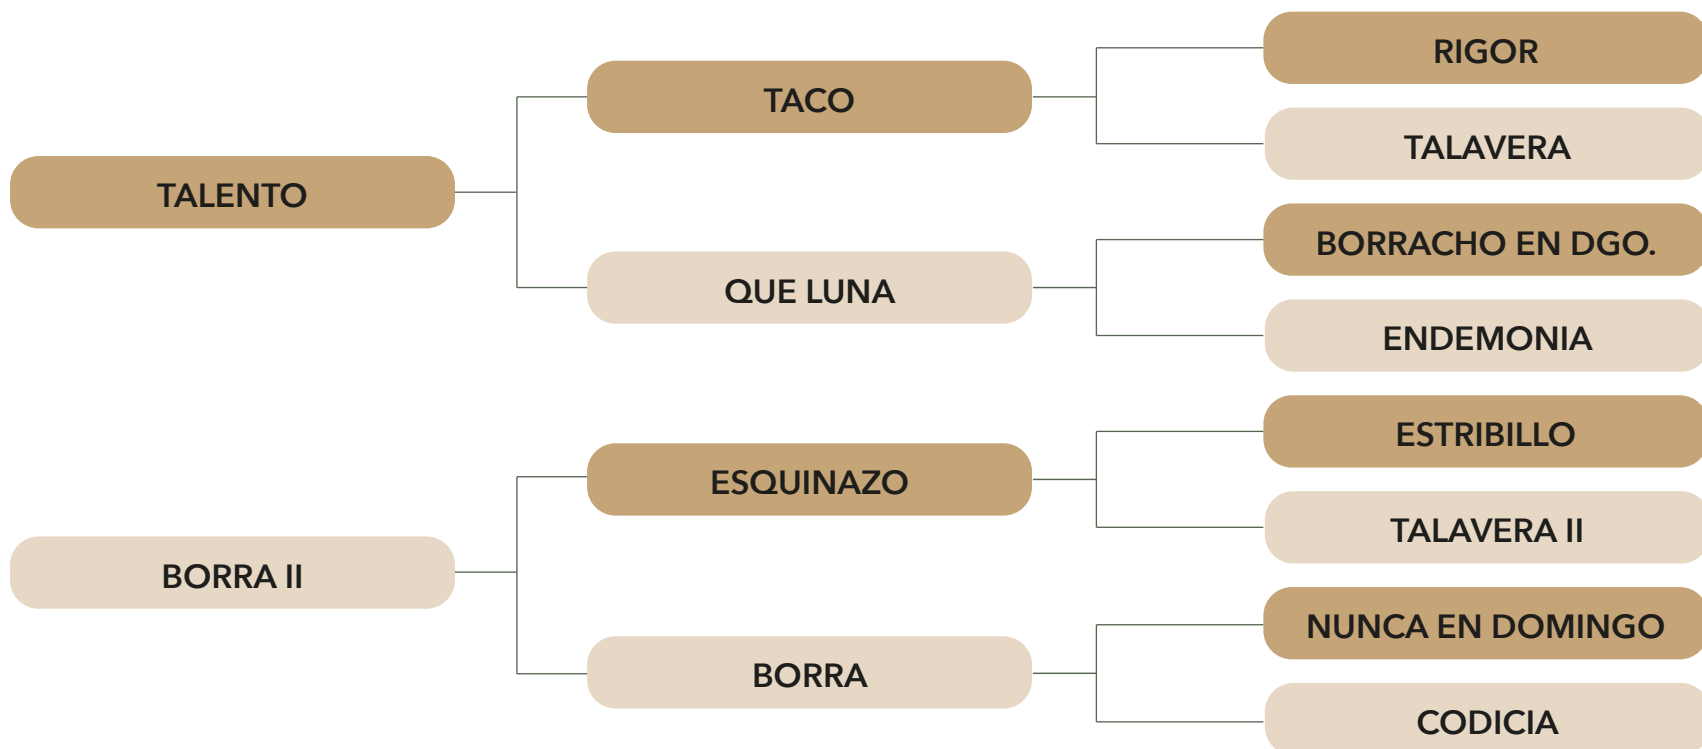 RIGOR
TACO
TALAVERA
TALENTO
BORRACHO EN DGO.
QUE LUNA
ENDEMONIA
ESTRIBILLO
ESQUINAZO
TALAVERA II
BORRA II
NUNCA EN DOMINGO
BORRA
CODICIA